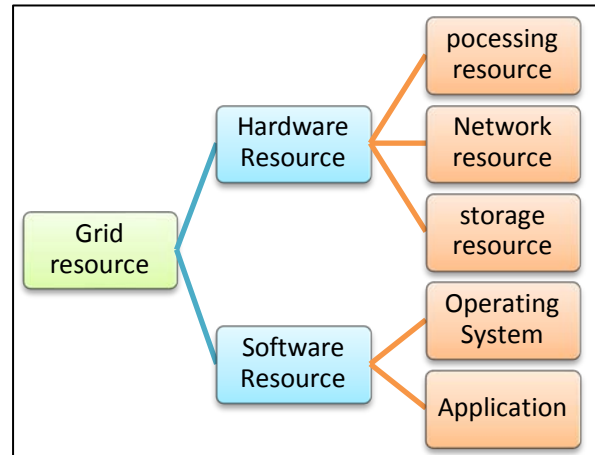 Grid
resource
Hardware
Resource
pocessing
resource
Network
resource
storage
resource
Software
Resource
Operating
System
Application